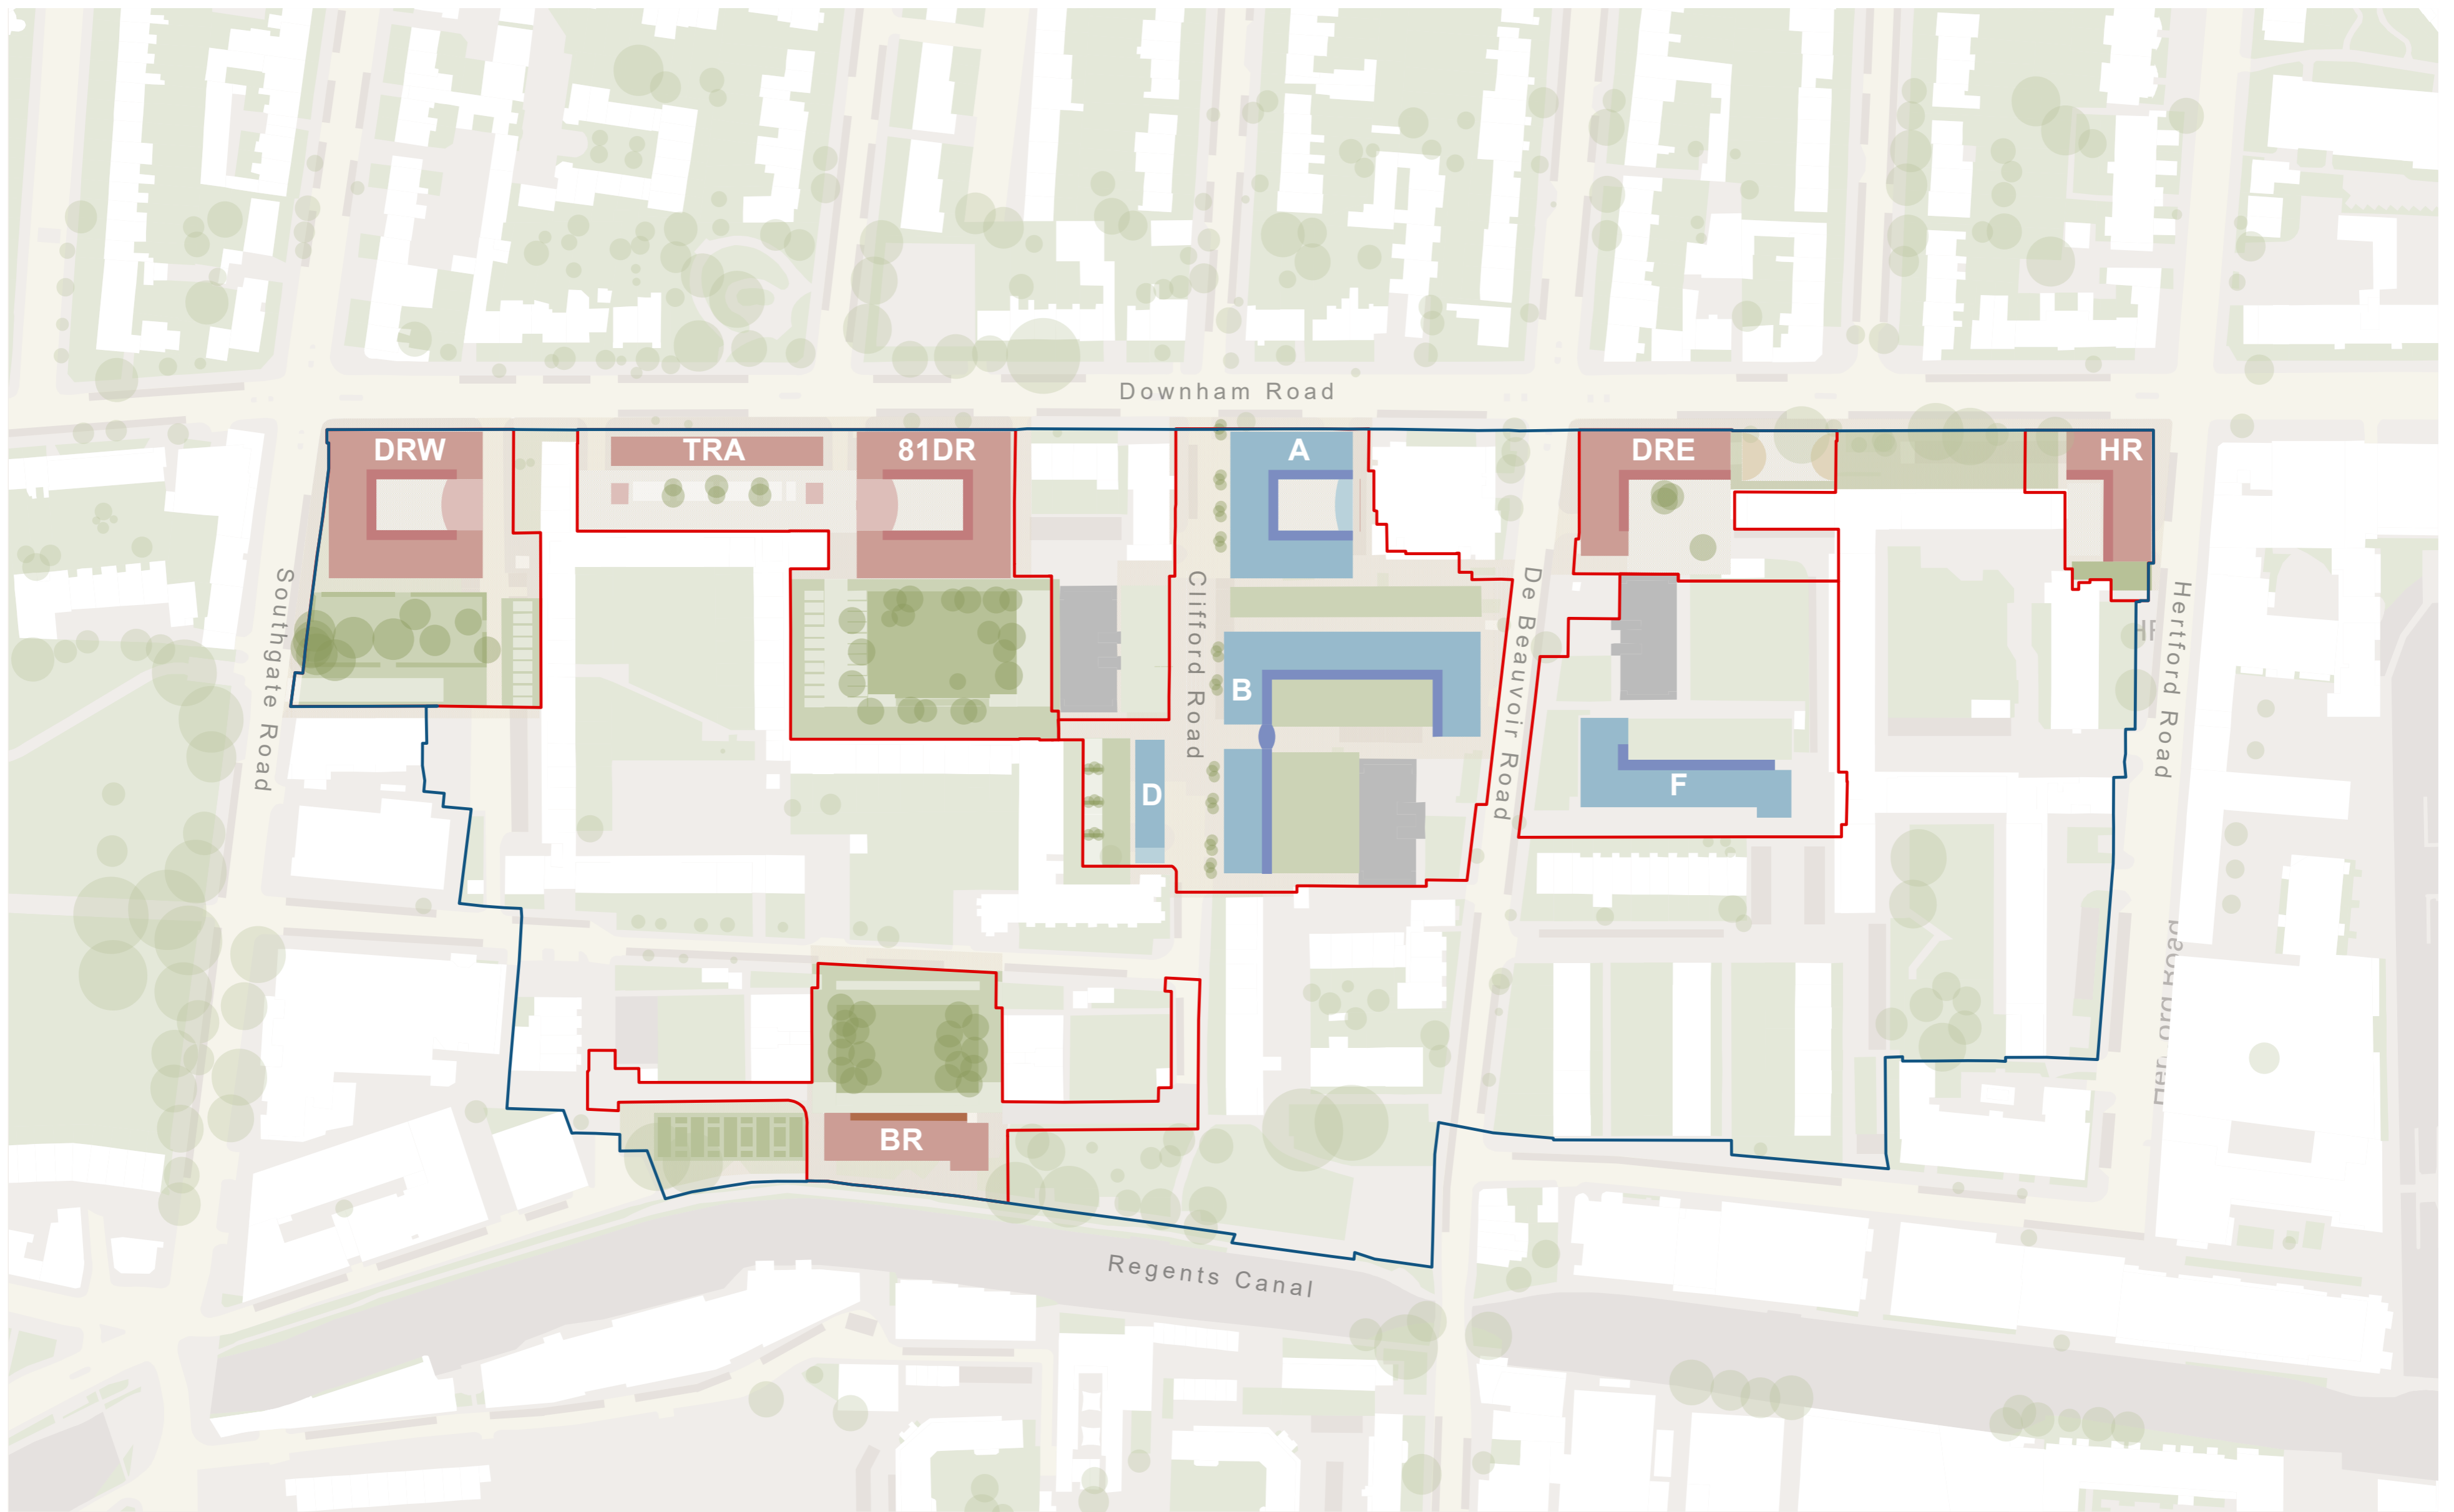 Downham Road
DRW
TRA
81DR
A
DRE
HR
Southgate Road
Clifford Road
De Beauvoir Road
Hertford Road
B
D
F
BR
Regents Canal